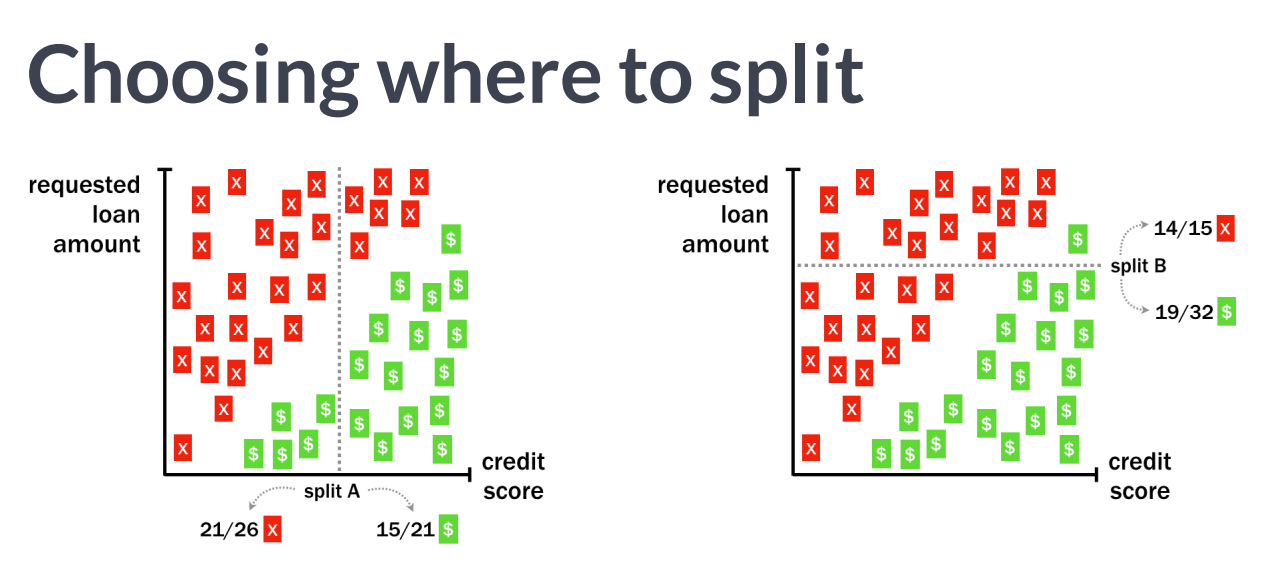 Choosing where to split
requested
loan
amount
X X X X X X X X
X X X X X X X X
X X X X X X X
X X X X X X X
X X X X
$ $ $ $ $ $ $ $ $ $
$ $ $ $ $ $ $ $ $ $
credit
score
split A
21/26 X
15/21 $
requested
loan
amount
X X X X X X X X
X X X X X X X X
X X X X X X X
X X X X X X X
X X X X
$ $ $ $ $ $ $ $ $ $
$ $ $ $ $ $ $ $ $ $
credit
score
14/15 X
split B
19/32 $